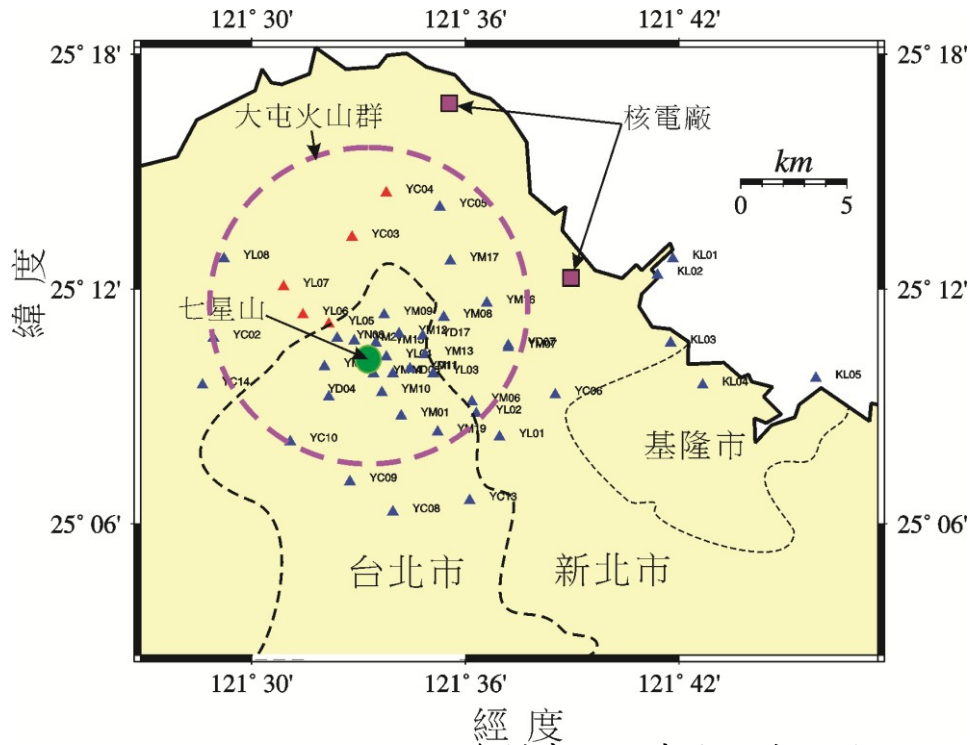 121° 30' 121° 36' 121° 42'
25° 18' 25° 18'
大屯火山群
核電廠
km
0 5
YC04
YC05
YC03
KL01
YL08
YM17
KL02
緯度
25° 12' 25° 12'
YL07
七星山
YM16
YL06
YM09
YM08
YL05
YC02
YM12
YD17
KL03
YM13
YC14
YL03
KL04
KL05
YD04
YM10
YC06
YM06
YL02
YM01
YM19
YL01
YC10
基隆市
YC09
YC13
YC08
25° 06' 25° 06'
台北市
新北市
121° 30' 121° 36' 121° 42'
經度